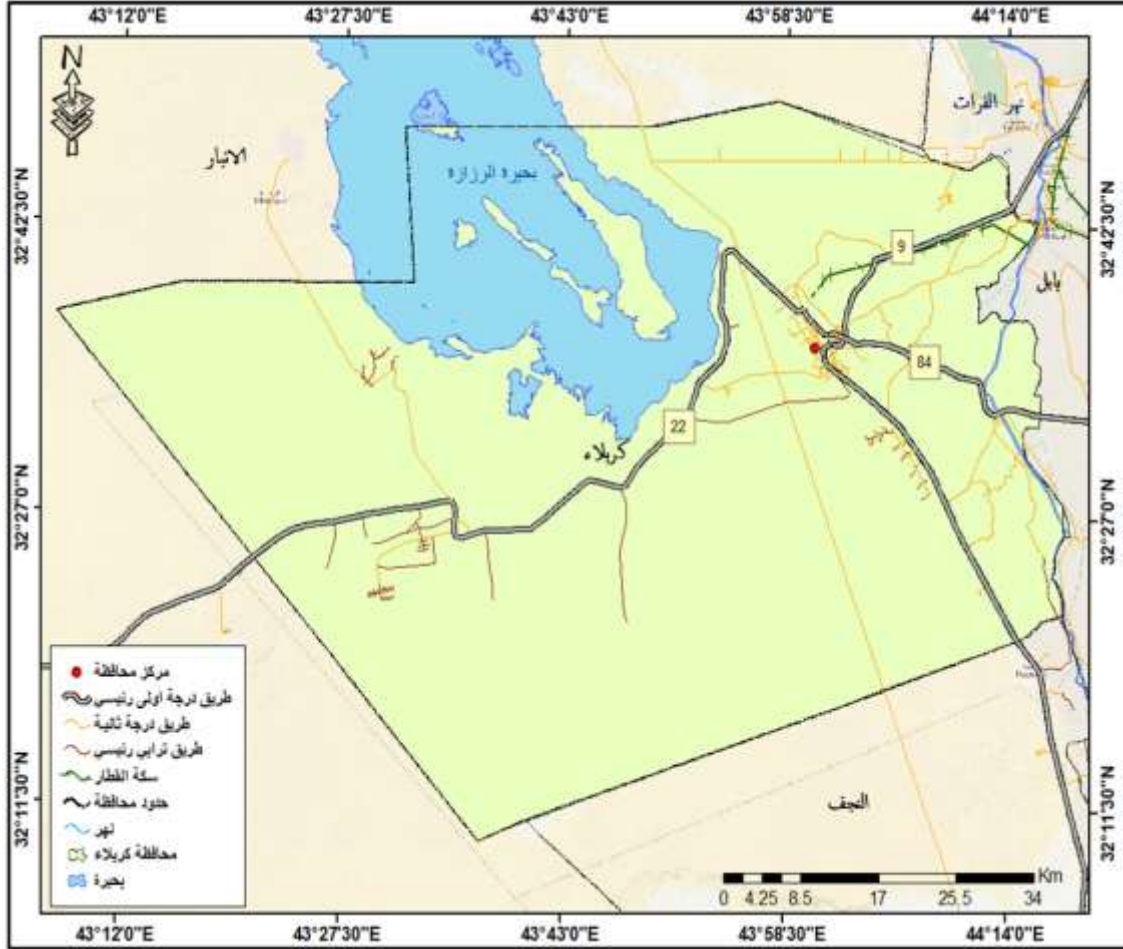 43°12'0"E 43°27'30"E 43°43'0"E 43°58'30"E 44°14'0"E
N
نهر الفرات
الانبار
بحيرة الرزازة
32°42'30"N
32°42'30"N
9
بابل
84
22
كربلاء
32°27'0"N
32°27'0"N
مركز محافظة
طريق درجة اولى رئيسي
طريق درجة ثانية
طريق ترابي رئيسي
سكة القطار
حدود محافظة
نهر
محافظة كربلاء
بحيرة
النجف
32°11'30"N
32°11'30"N
Km
0 4.25 8.5 17 25.5 34
43°12'0"E 43°27'30"E 43°43'0"E 43°58'30"E 44°14'0"E